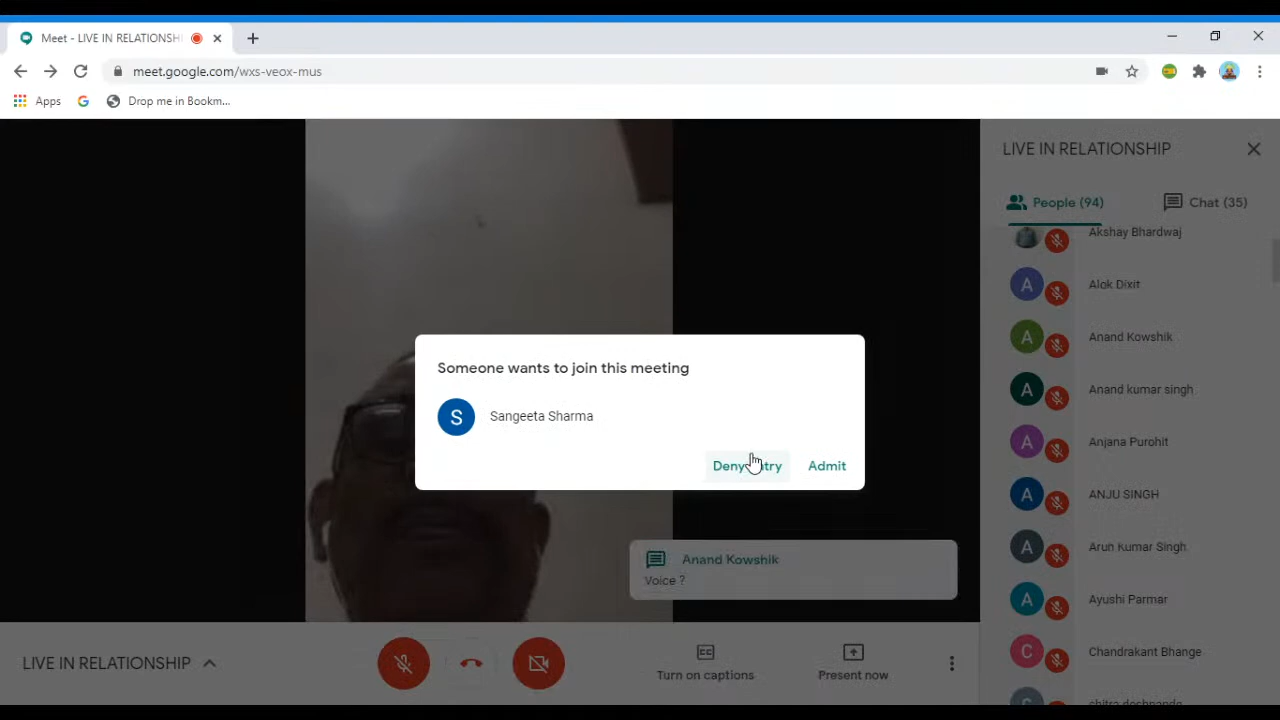 Meet - LIVE IN RELATIONSH
meet.google.com/wxs-veox-mus
Apps
Drop me in Bookm...
LIVE IN RELATIONSHIP
People (94)
Chat (35)
Akshay Bhardwaj
A Alok Dixit
A Anand Kowshik
A Anand kumar singh
A Anjana Purohit
A ANJU SINGH
A Arun Kumar Singh
A Ayushi Parmar
C Chandrakant Bhange
chitra deshpande
Someone wants to join this meeting
S Sangeeta Sharma
Deny entry
Admit
Anand Kowshik
Voice ?
LIVE IN RELATIONSHIP
CC
Turn on captions
Present now